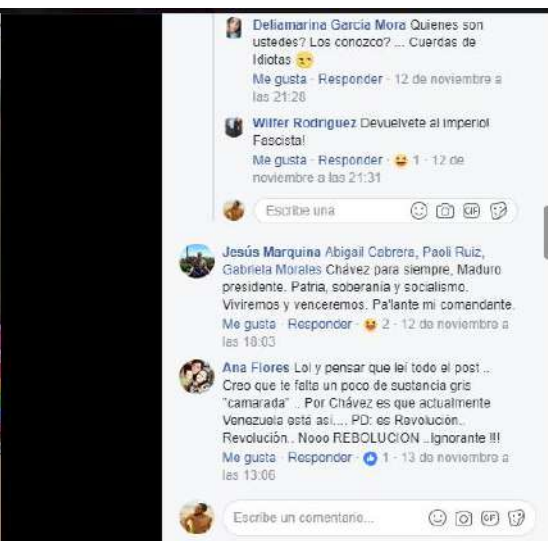 Deliamarina Garcia Mora Quienes son
ustedes? Los conozco? ... Cuerdas de
Idiotas
Me gusta · Responder · 12 de noviembre a
las 21:28
Wilfer Rodriguez Devuelvete al Imperio!
Fascista!
Me gusta · Responder · 1 · 12 de
noviembre a las 21:31
Escribe una
GIF
Jesús Marquina Abigail Cabrera, Paoli Ruiz,
Gabriela Morales Chávez para siempre, Maduro
presidente. Patria, soberania y socialismo.
Viviremos y venceremos. Pa'lante mi comandante.
Me gusta · Responder · 2 · 12 de noviembre a
las 18:03
Ana Flores Lol y pensar que leí todo el post ..
Creo que te falta un poco de sustancia gris
"camarada" .. Por Chávez es que actualmente
Venezuela está asi.... PD: es Revolución..
Revolución.. Nooo REBOLUCION ..Ignorante !!!
Me gusta · Responder · 1 · 13 de noviembre a
las 13:06
Escribe un comentario...
GIF